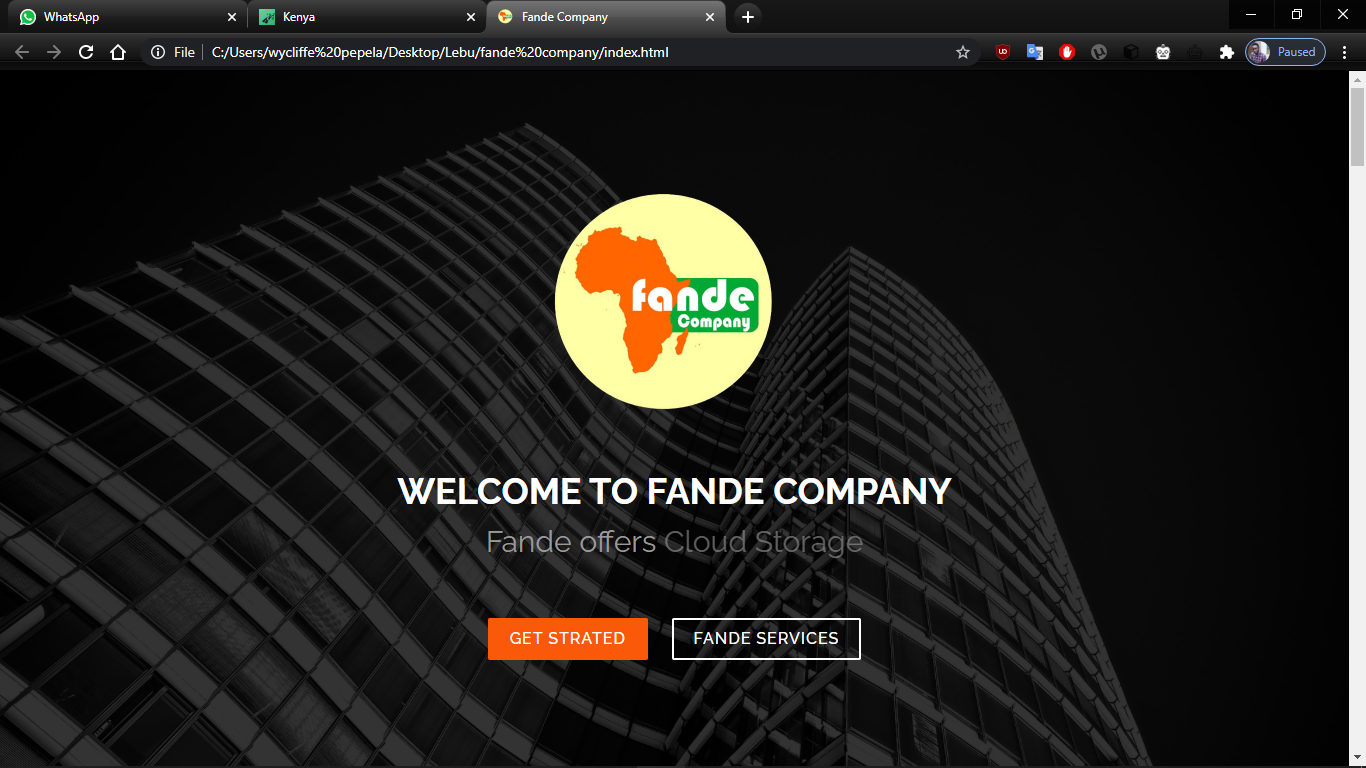 WhatsApp
Kenya
Fande Company
File
C:/Users/wycliffe%20pepela/Desktop/Lebu/fande%20company/index.html
Paused
fande
Company
WELCOME TO FANDE COMPANY
Fande offers Cloud Storage
GET STRATED
FANDE SERVICES